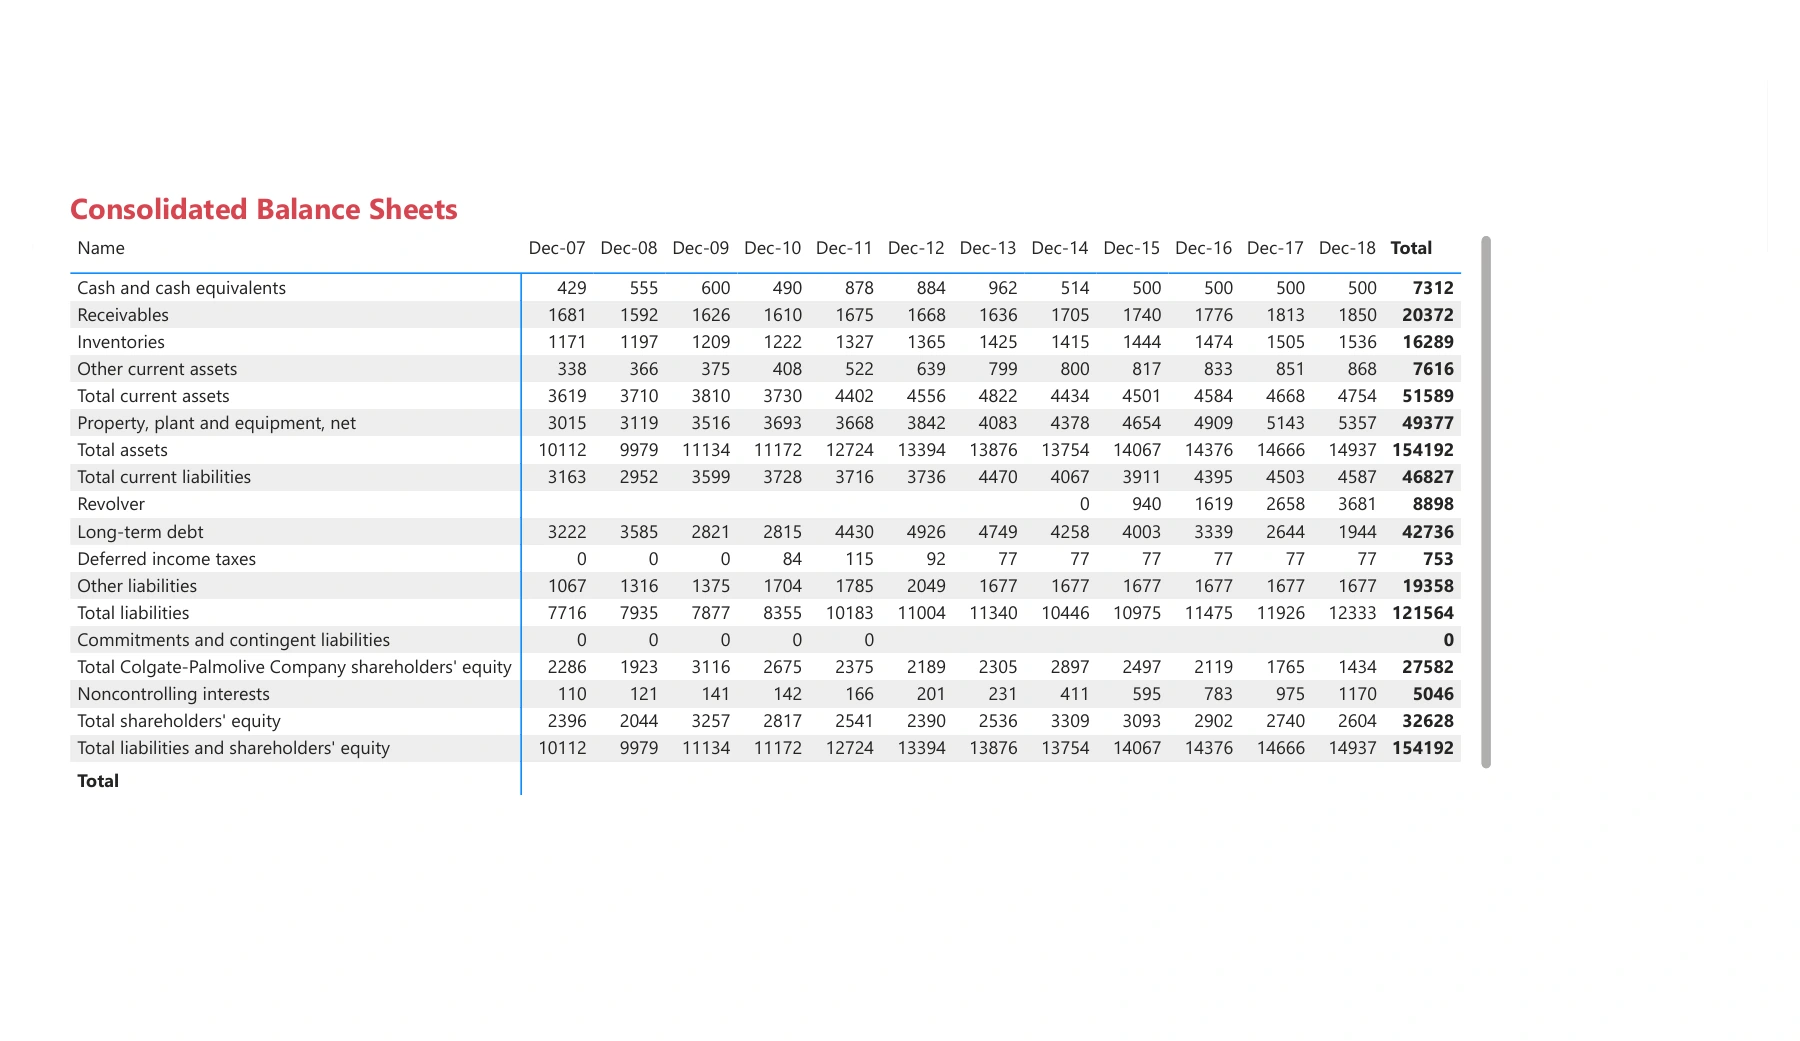 Consolidated Balance Sheets
Name Dec-07 Dec-08 Dec-09 Dec-10 Dec-11 Dec-12 Dec-13 Dec-14 Dec-15 Dec-16 Dec-17 Dec-18 Total
Cash and cash equivalents 429 555 600 490 878 884 962 514 500 500 500 500 7312
Receivables 1681 1592 1626 1610 1675 1668 1636 1705 1740 1776 1813 1850 20372
Inventories 1171 1197 1209 1222 1327 1365 1425 1415 1444 1474 1505 1536 16289
Other current assets 338 366 375 408 522 639 799 800 817 833 851 868 7616
Total current assets 3619 3710 3810 3730 4402 4556 4822 4434 4501 4584 4668 4754 51589
Property, plant and equipment, net 3015 3119 3516 3693 3668 3842 4083 4378 4654 4909 5143 5357 49377
Total assets 10112 9979 11134 11172 12724 13394 13876 13754 14067 14376 14666 14937 154192
Total current liabilities 3163 2952 3599 3728 3716 3736 4470 4067 3911 4395 4503 4587 46827
Revolver 0 940 1619 2658 3681 8898
Long-term debt 3222 3585 2821 2815 4430 4926 4749 4258 4003 3339 2644 1944 42736
Deferred income taxes 0 0 0 84 115 92 77 77 77 77 77 77 753
Other liabilities 1067 1316 1375 1704 1785 2049 1677 1677 1677 1677 1677 1677 19358
Total liabilities 7716 7935 7877 8355 10183 11004 11340 10446 10975 11475 11926 12333 121564
Commitments and contingent liabilities 0 0 0 0 0 0
Total Colgate-Palmolive Company shareholders' equity 2286 1923 3116 2675 2375 2189 2305 2897 2497 2119 1765 1434 27582
Noncontrolling interests 110 121 141 142 166 201 231 411 595 783 975 1170 5046
Total shareholders' equity 2396 2044 3257 2817 2541 2390 2536 3309 3093 2902 2740 2604 32628
Total liabilities and shareholders' equity 10112 9979 11134 11172 12724 13394 13876 13754 14067 14376 14666 14937 154192
Total